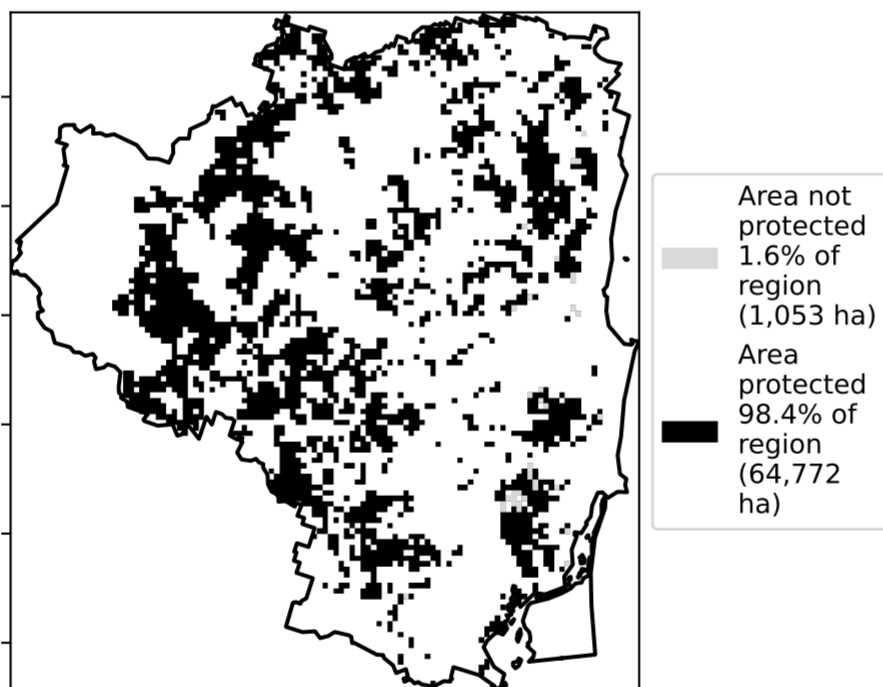 Area not
protected
1.6% of
region
(1,053 ha)
Area
protected
98.4% of
region
(64,772
ha)